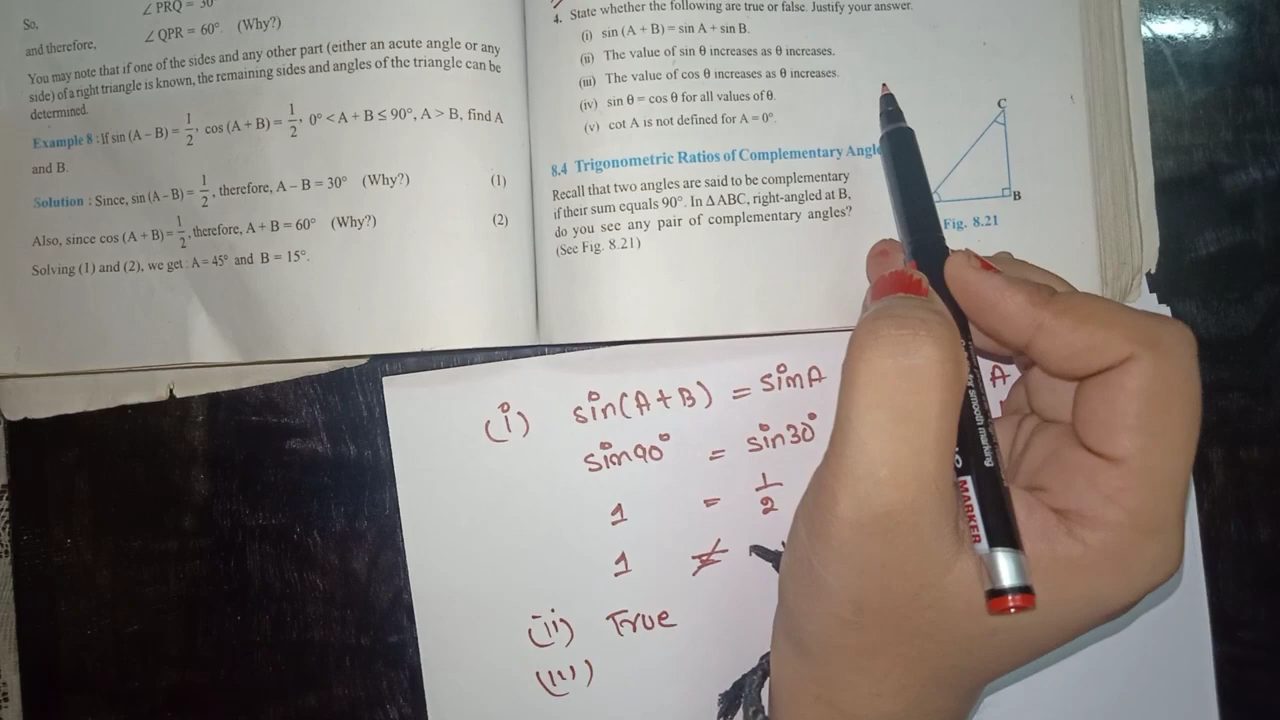 ∠ PRQ = 30°
So,
∠ QPR = 60° (Why?)
and therefore,
You may note that if one of the sides and any other part (either an acute angle or any
side) of a right triangle is known, the remaining sides and angles of the triangle can be
determined.
Example 8 : If sin (A – B) = 1/2, cos (A + B) = 1/2, 0° < A + B ≤ 90°, A > B, find A
and B.
Solution : Since, sin (A – B) = 1/2, therefore, A – B = 30° (Why?) (1)
Also, since cos (A + B) = 1/2, therefore, A + B = 60° (Why?) (2)
Solving (1) and (2), we get : A = 45° and B = 15°.
4. State whether the following are true or false. Justify your answer.
(i) sin (A + B) = sin A + sin B.
(ii) The value of sin θ increases as θ increases.
(iii) The value of cos θ increases as θ increases.
(iv) sin θ = cos θ for all values of θ.
(v) cot A is not defined for A = 0°.
8.4 Trigonometric Ratios of Complementary Angle
Recall that two angles are said to be complementary
if their sum equals 90°. In Δ ABC, right-angled at B,
do you see any pair of complementary angles?
(See Fig. 8.21)
C
B
Fig. 8.21
(i) sin(A+B) = sinA
A
sin90° = sin30°
1 = 1/2
1 ≠
(ii) True
(iii)
for smooth marking
MARKER